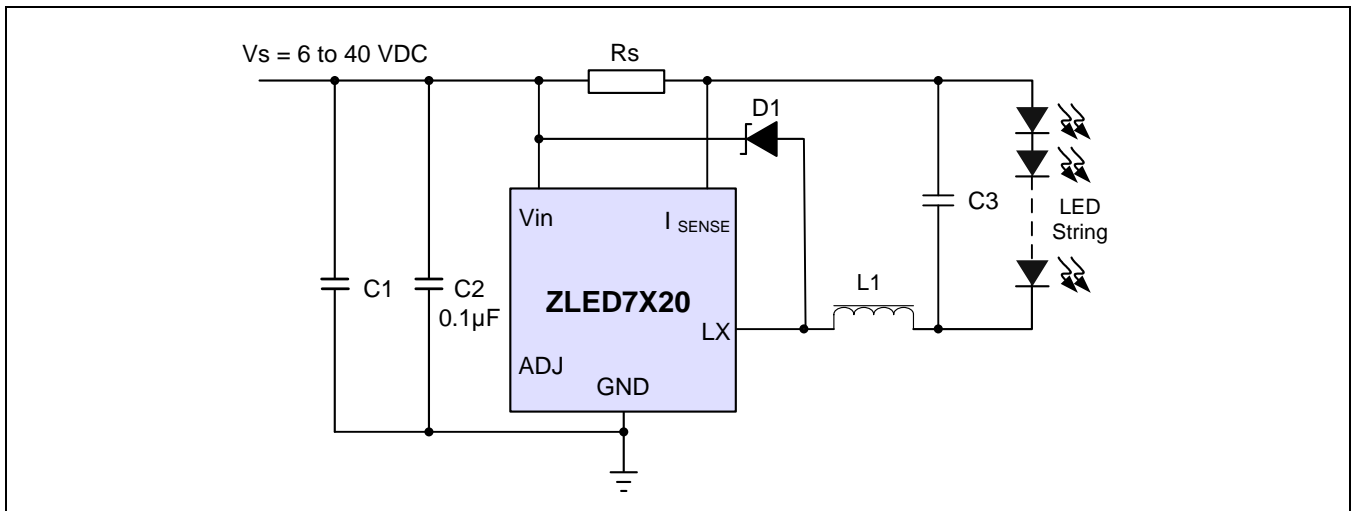 Vs = 6 to 40 VDC
Rs
D1
Vin
I SENSE
C3
LED
String
C1
C2
0.1µF
ZLED7X20
L1
LX
ADJ
GND